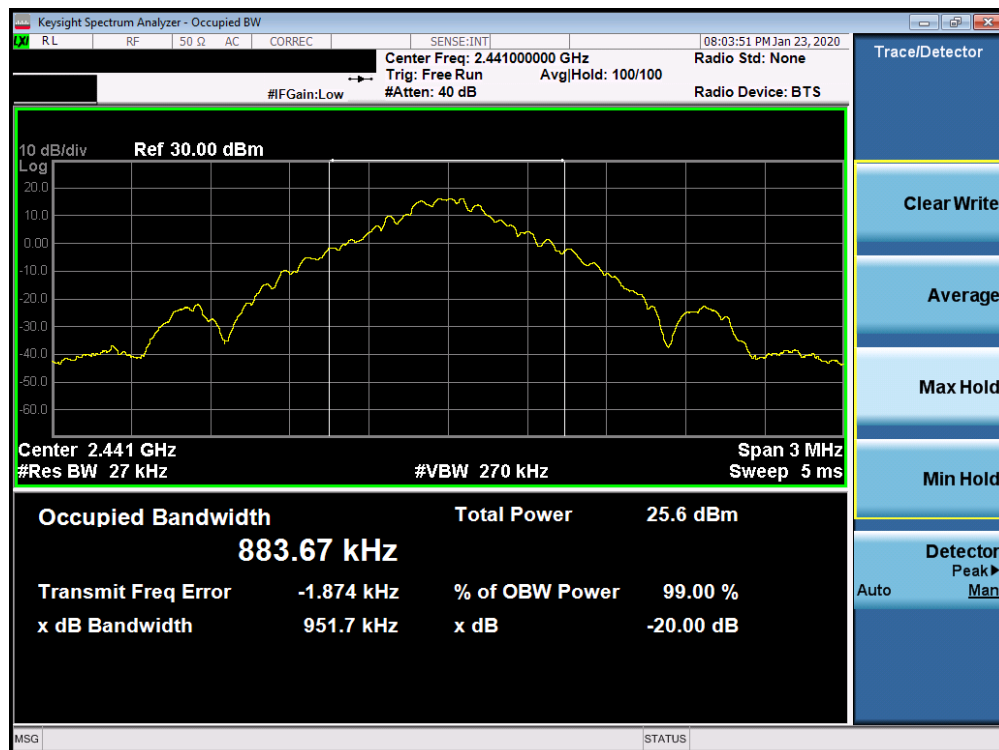 Keysight Spectrum Analyzer - Occupied BW
LXI RL RF 50 Ω AC CORREC SENSE:INT 08:03:51 PM Jan 23, 2020
Center Freq: 2.441000000 GHz Radio Std: None
Trig: Free Run Avg|Hold: 100/100
#IFGain:Low #Atten: 40 dB Radio Device: BTS
Trace/Detector
10 dB/div Ref 30.00 dBm
Log
20.0
10.0
0.00
-10.0
-20.0
-30.0
-40.0
-50.0
-60.0
Center 2.441 GHz Span 3 MHz
#Res BW 27 kHz #VBW 270 kHz Sweep 5 ms
Occupied Bandwidth Total Power 25.6 dBm
883.67 kHz
Transmit Freq Error -1.874 kHz % of OBW Power 99.00 %
x dB Bandwidth 951.7 kHz x dB -20.00 dB
Clear Write
Average
Max Hold
Min Hold
Detector
Peak▶
Auto Man
MSG STATUS